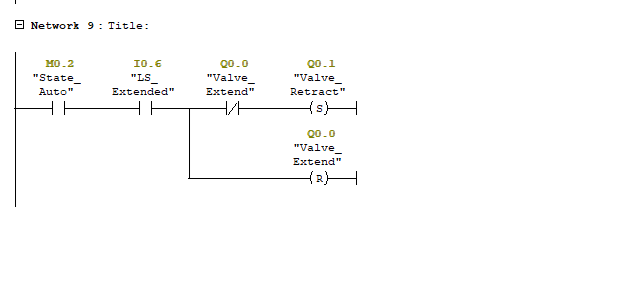 Network 9 : Title:
M0.2 I0.6 Q0.0 Q0.1
"State_ "LS_ "Valve_ "Valve_
Auto" Extended" Extend" Retract"
S
Q0.0
"Valve_
Extend"
R